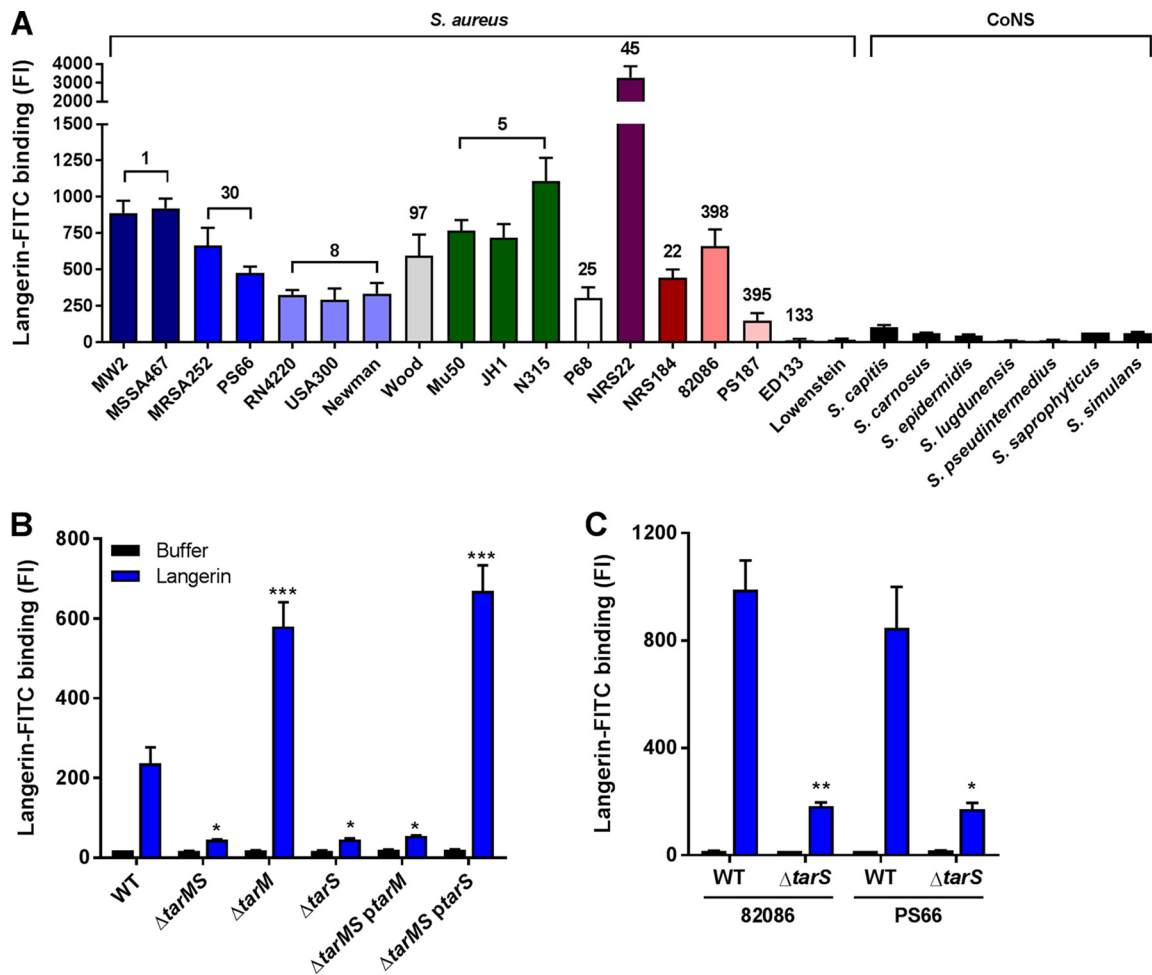 A
S. aureus
CoNS
Langerin-FITC binding (FI)
4000
3000
2000
1500
1250
1000
750
500
250
0
1
30
8
97
5
25
45
22
398
395
133
MW2
MSSA467
MRSA252
PS66
RN4220
USA300
Newman
Wood
Mu50
JH1
N315
P68
NRS22
NRS184
82086
PS187
ED133
Lowenstein
S. capitis
S. carnosus
S. epidermidis
S. lugdunensis
S. pseudintermedius
S. saprophyticus
S. simulans
B
Langerin-FITC binding (FI)
800
600
400
200
0
Buffer
Langerin
*
***
*
*
***
WT
ΔtarMS
ΔtarM
ΔtarS
ΔtarMS ptarM
ΔtarMS ptarS
C
Langerin-FITC binding (FI)
1200
800
400
0
**
*
WT
ΔtarS
WT
ΔtarS
82086
PS66